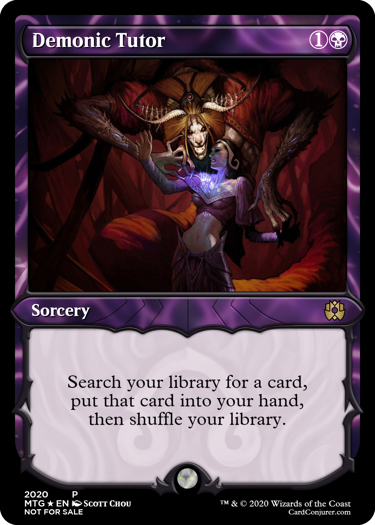 Demonic Tutor 1
Sorcery
Search your library for a card,
put that card into your hand,
then shuffle your library.
2020 P
MTG ★ EN Scott Chou ™ & © 2020 Wizards of the Coast
NOT FOR SALE CardConjurer.com